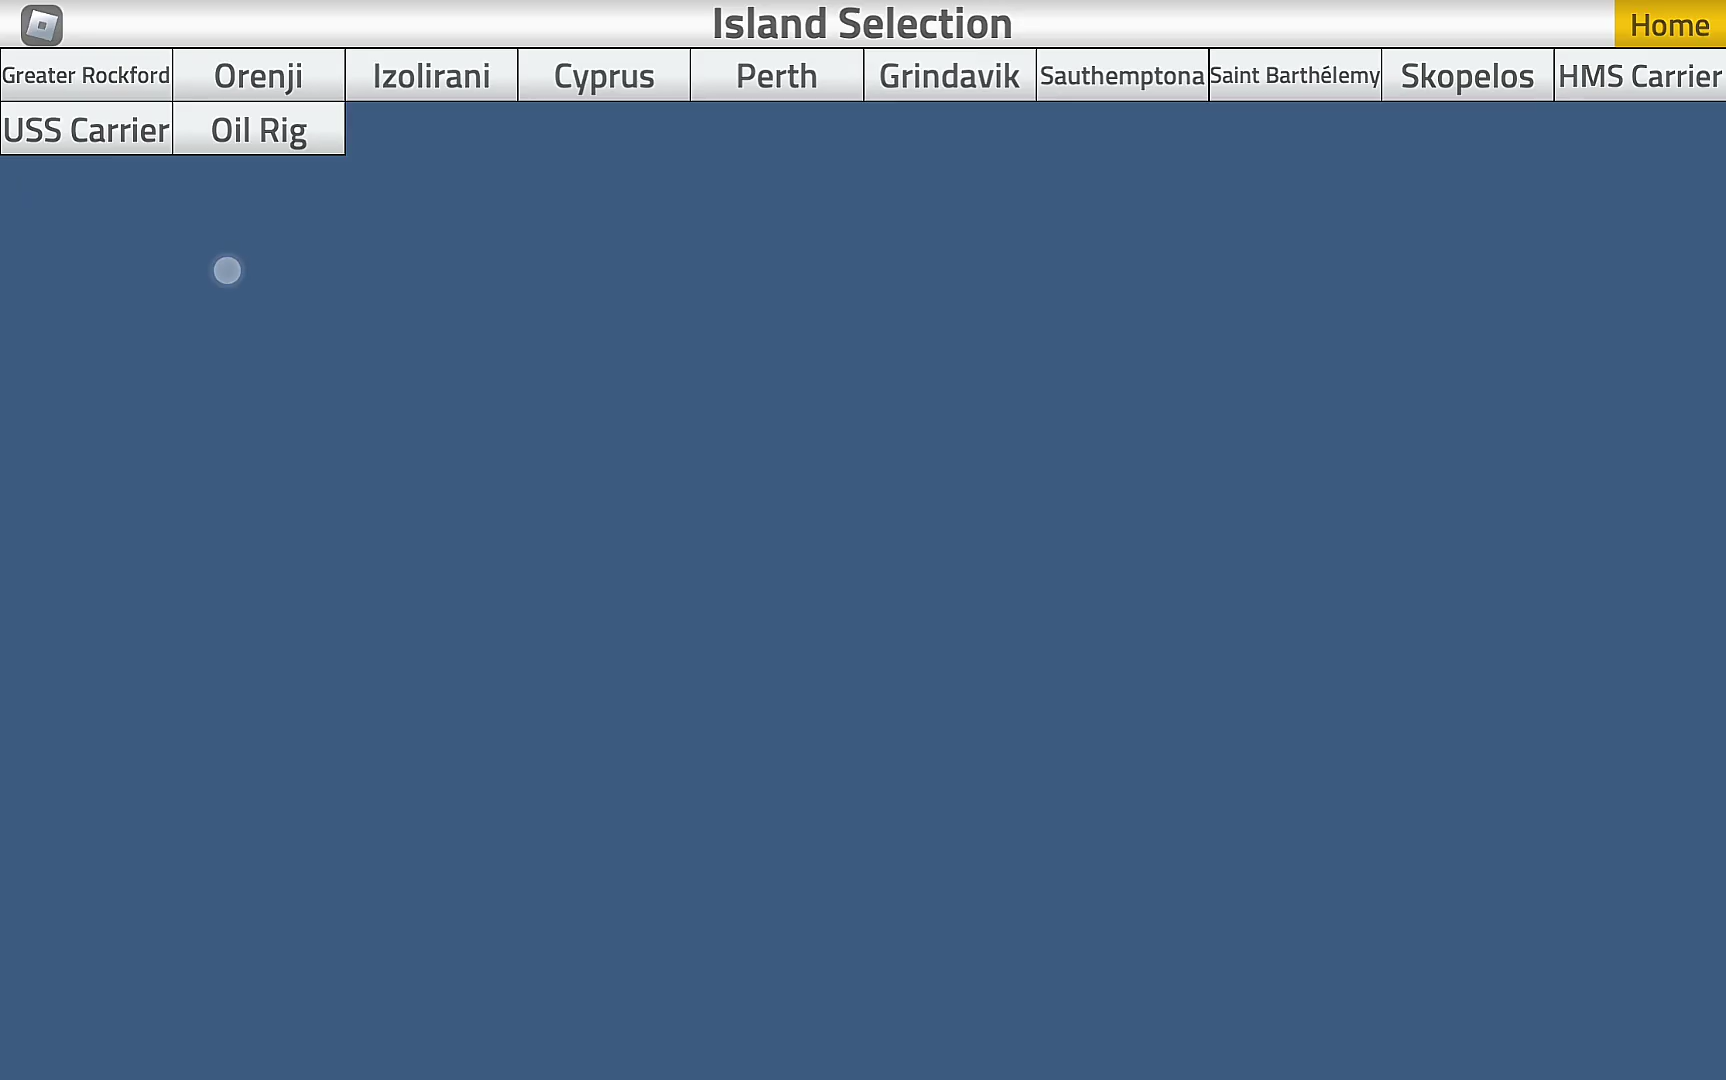 Island Selection
Home
Greater Rockford
Orenji
Izolirani
Cyprus
Perth
Grindavik
Sauthemptona
Saint Barthélemy
Skopelos
HMS Carrier
USS Carrier
Oil Rig